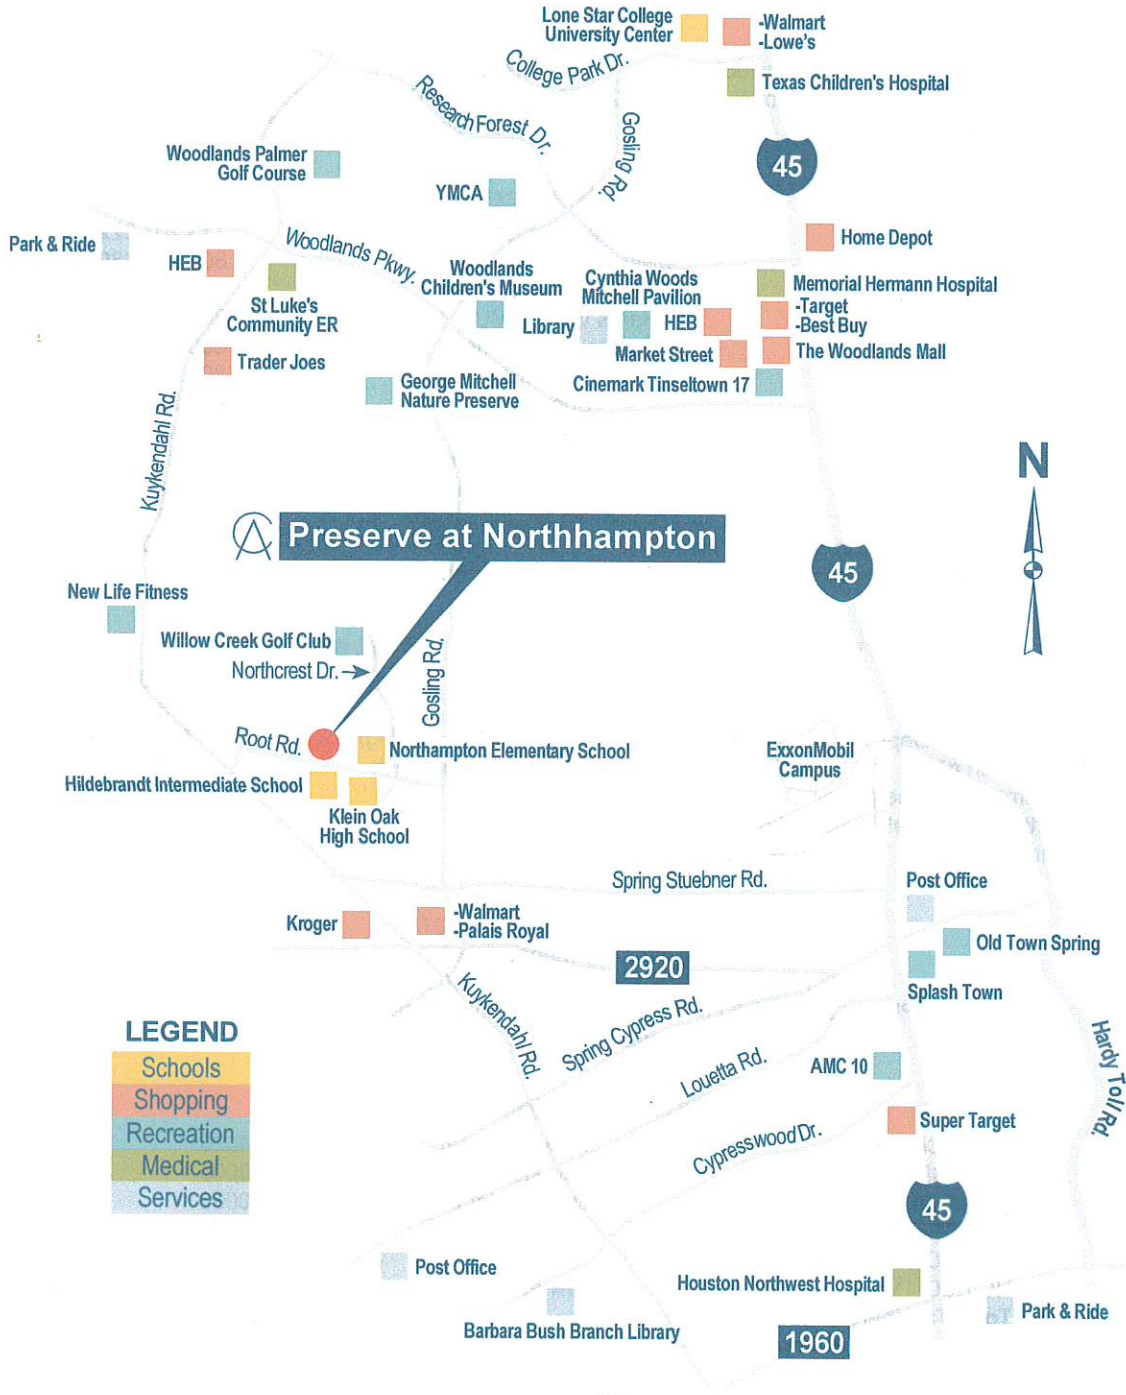 Lone Star College
University Center
-Walmart
-Lowe's
College Park Dr.
Texas Children's Hospital
Research Forest Dr.
Gosling Rd.
45
Woodlands Palmer
Golf Course
YMCA
Park & Ride
HEB
Woodlands Pkwy.
Home Depot
St Luke's
Community ER
Woodlands
Children's Museum
Cynthia Woods
Mitchell Pavilion
Memorial Hermann Hospital
-Target
-Best Buy
Library
HEB
Market Street
The Woodlands Mall
Trader Joes
George Mitchell
Nature Preserve
Cinemark Tinseltown 17
Kuykendahl Rd.
N
Preserve at Northhampton
45
New Life Fitness
Willow Creek Golf Club
Northcrest Dr.
Gosling Rd.
Root Rd.
Northampton Elementary School
ExxonMobil
Campus
Hildebrandt Intermediate School
Klein Oak
High School
Spring Stuebner Rd.
Post Office
Kroger
-Walmart
-Palais Royal
Old Town Spring
2920
Splash Town
Kuykendahl Rd.
Spring Cypress Rd.
Louetta Rd.
Hardy Toll Rd.
LEGEND
Schools
Shopping
Recreation
Medical
Services
AMC 10
Super Target
Cypresswood Dr.
45
Post Office
Houston Northwest Hospital
Park & Ride
Barbara Bush Branch Library
1960